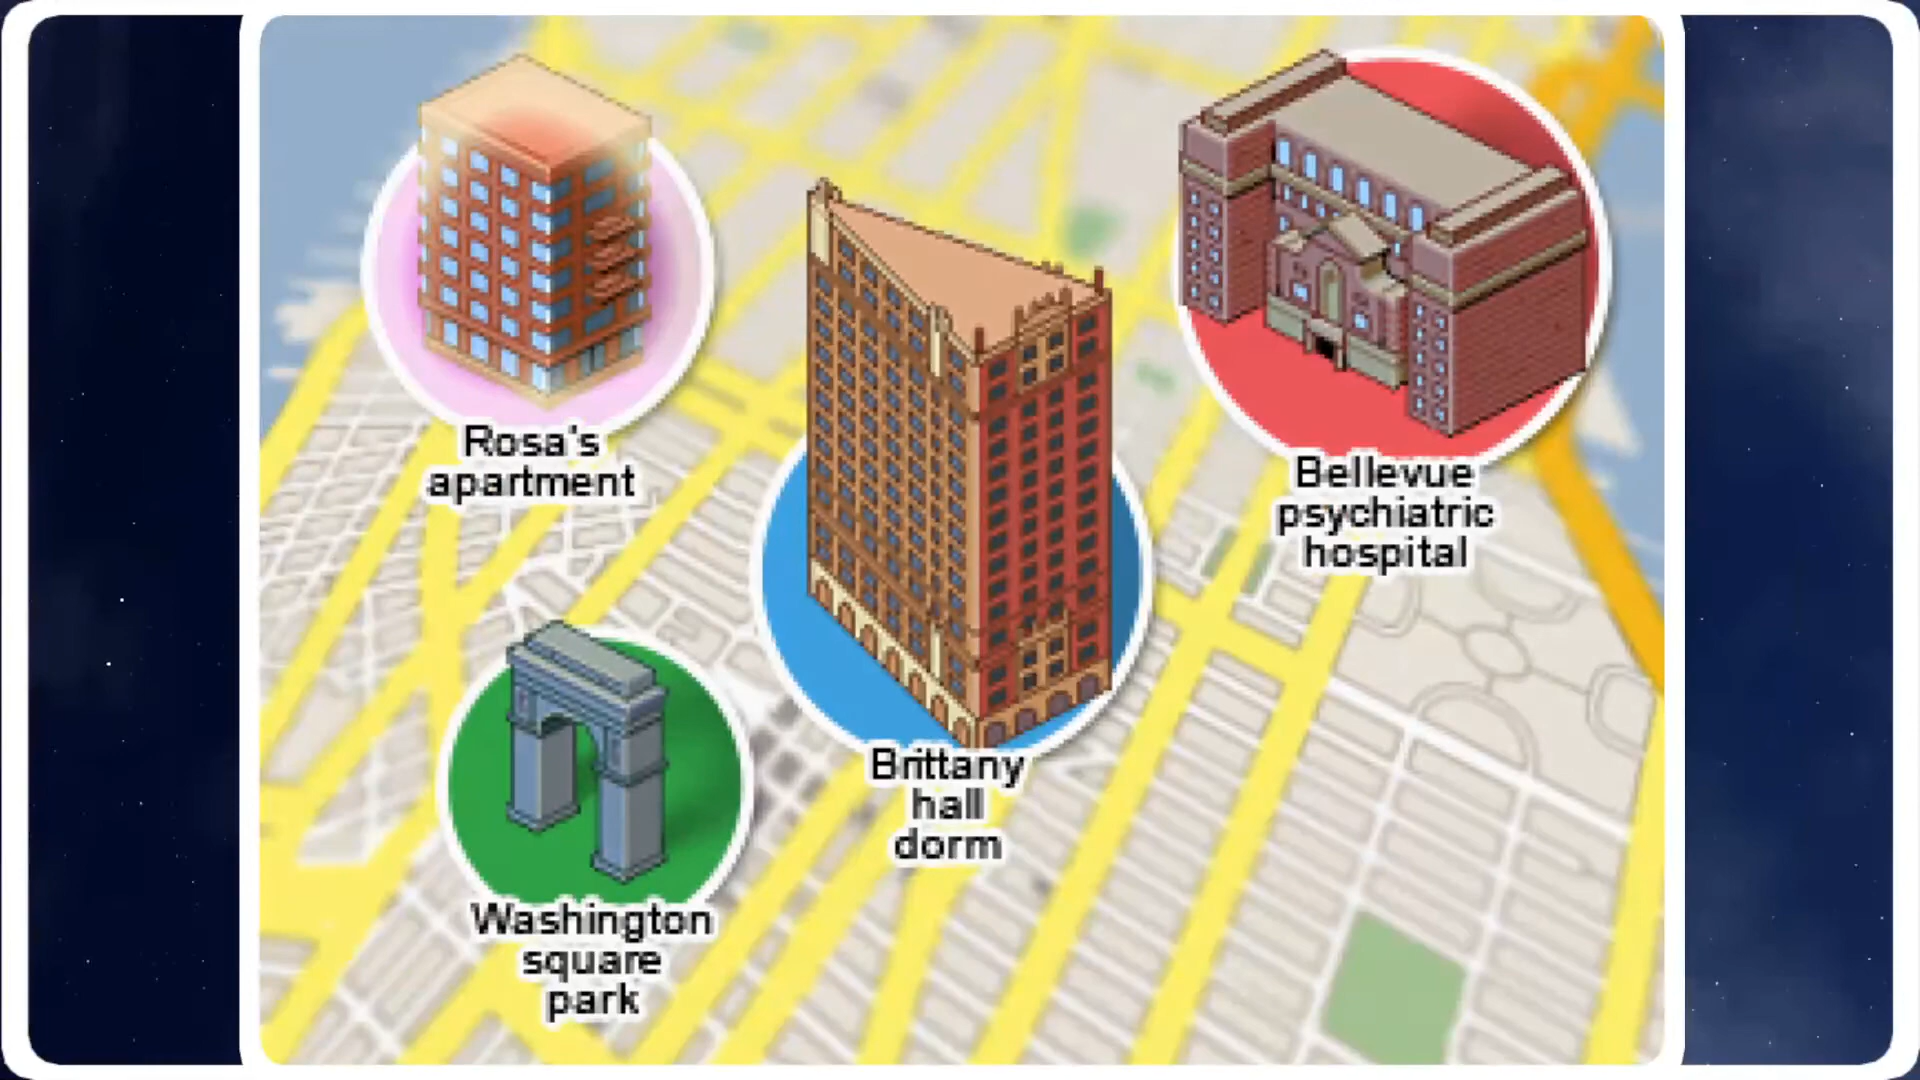 Rosa's
apartment
Bellevue
psychiatric
hospital
Brittany
hall
dorm
Washington
square
park